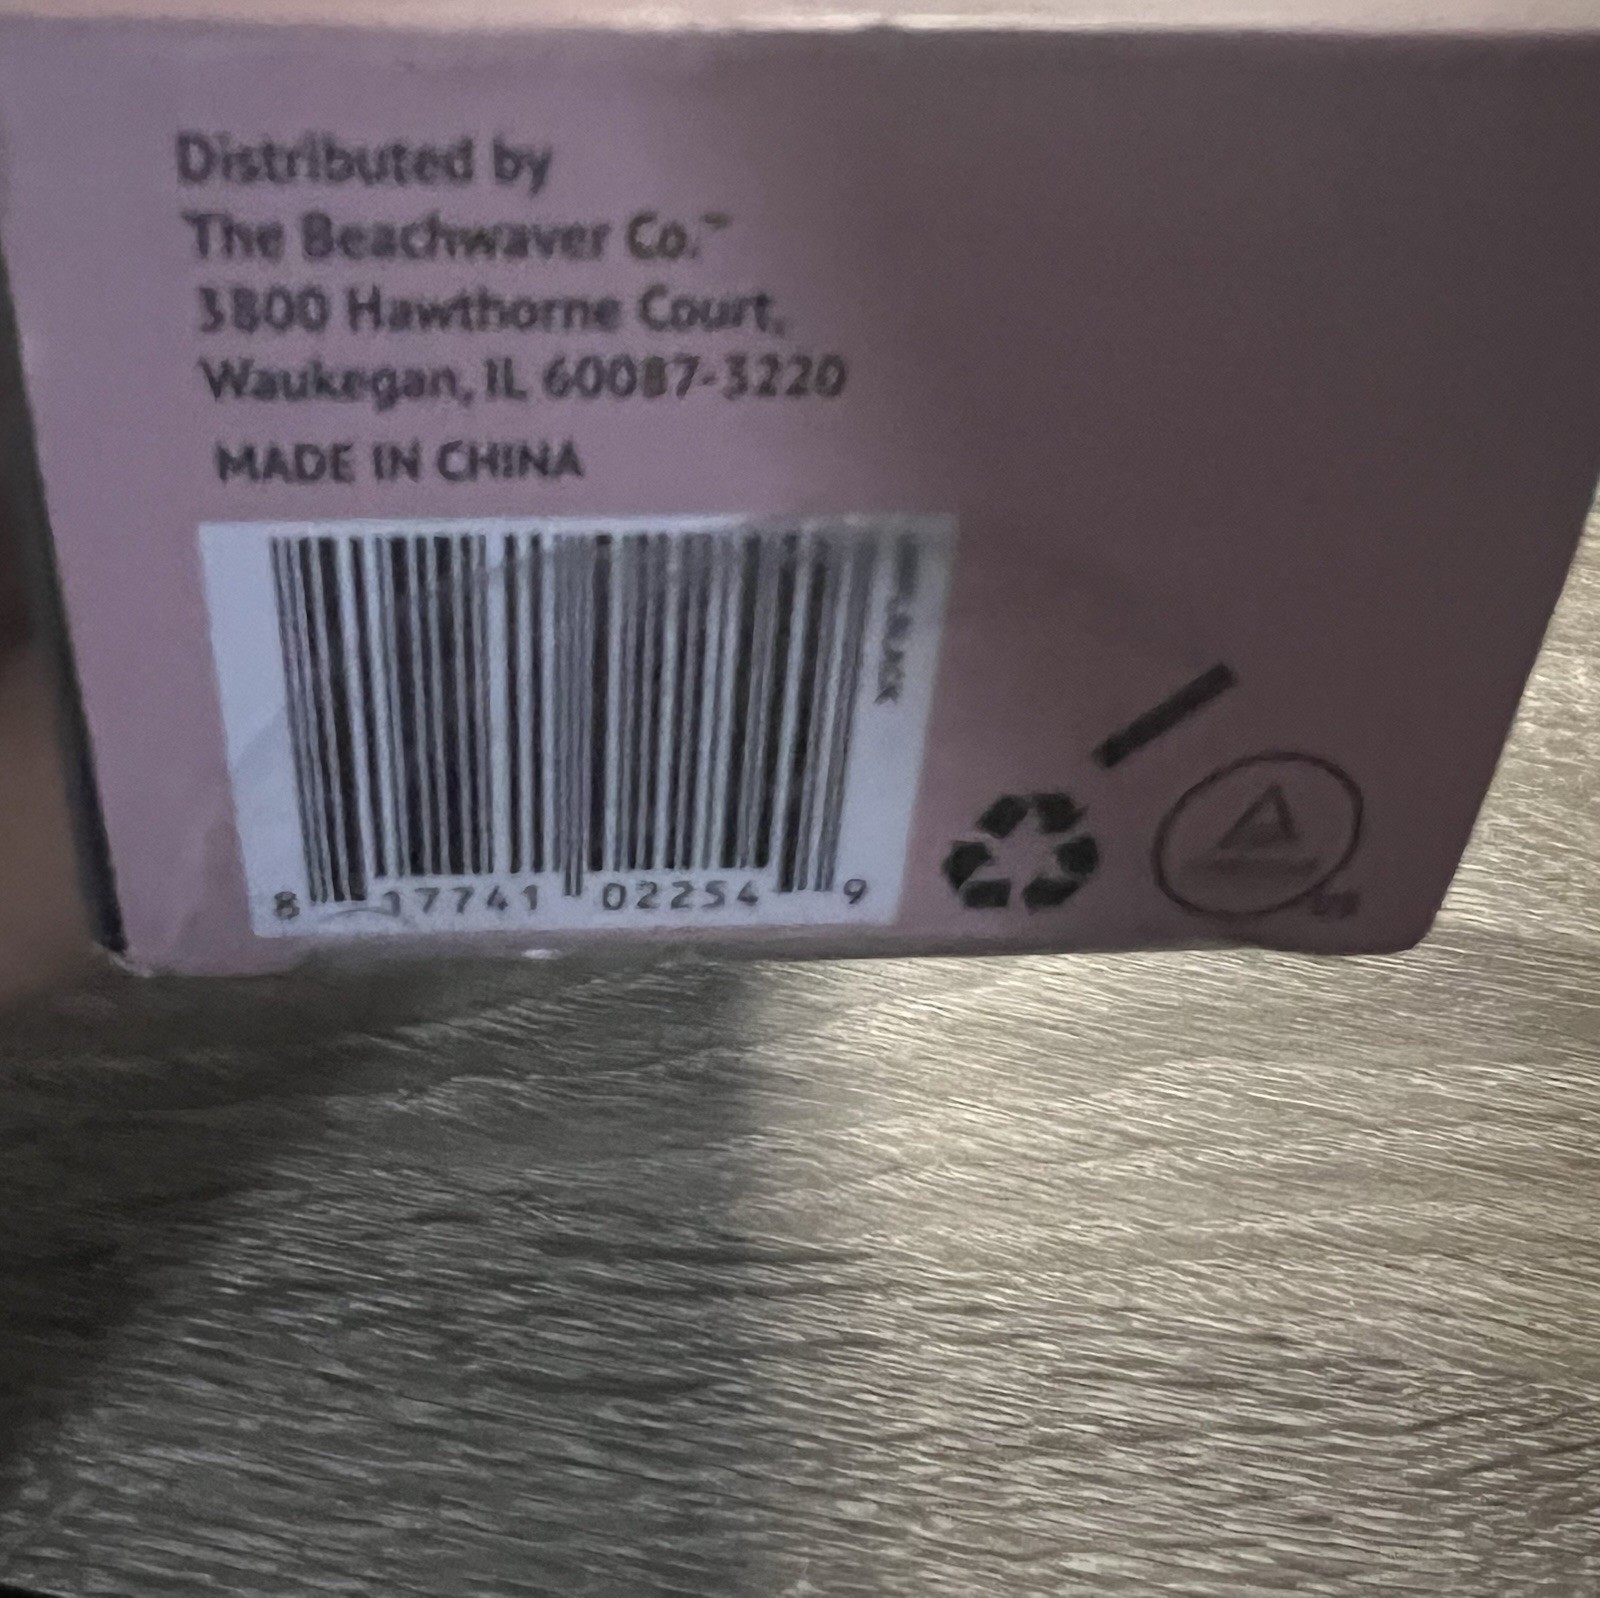 Distributed by
The Beachwaver Co.™
3800 Hawthorne Court,
Waukegan, IL 60087-3220
MADE IN CHINA
8 17741 02254 9